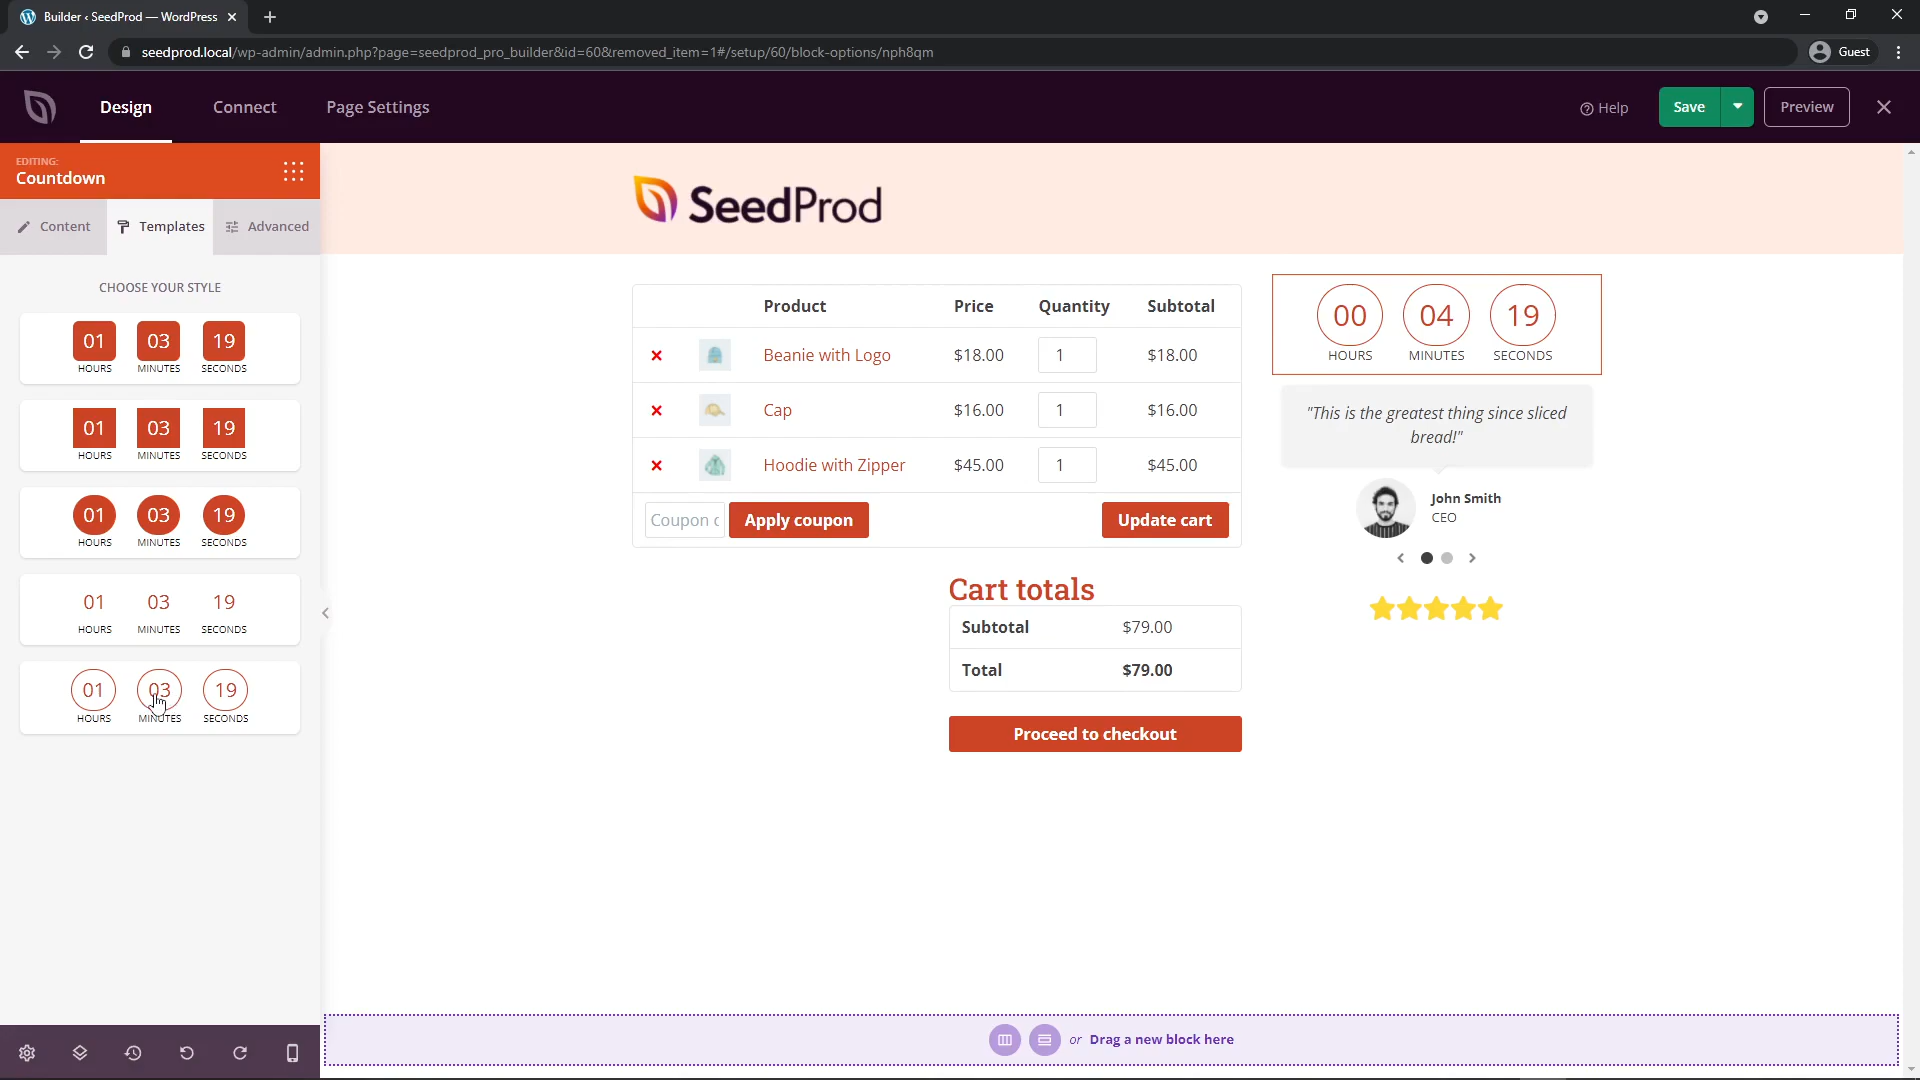 Builder ‹ SeedProd — WordPress
seedprod.local/wp-admin/admin.php?page=seedprod_pro_builder&id=60&removed_item=1#/setup/60/block-options/nph8qm
Guest
Design
Connect
Page Settings
Help
Save
Preview
EDITING:
Countdown
Content
Templates
Advanced
CHOOSE YOUR STYLE
01 03 19
HOURS MINUTES SECONDS
01 03 19
HOURS MINUTES SECONDS
01 03 19
HOURS MINUTES SECONDS
01 03 19
HOURS MINUTES SECONDS
01 03 19
HOURS MINUTES SECONDS
SeedProd
Product Price Quantity Subtotal
Beanie with Logo $18.00 1 $18.00
Cap $16.00 1 $16.00
Hoodie with Zipper $45.00 1 $45.00
Coupon c
Apply coupon
Update cart
Cart totals
Subtotal $79.00
Total $79.00
Proceed to checkout
00 04 19
HOURS MINUTES SECONDS
"This is the greatest thing since sliced
bread!"
John Smith
CEO
or Drag a new block here